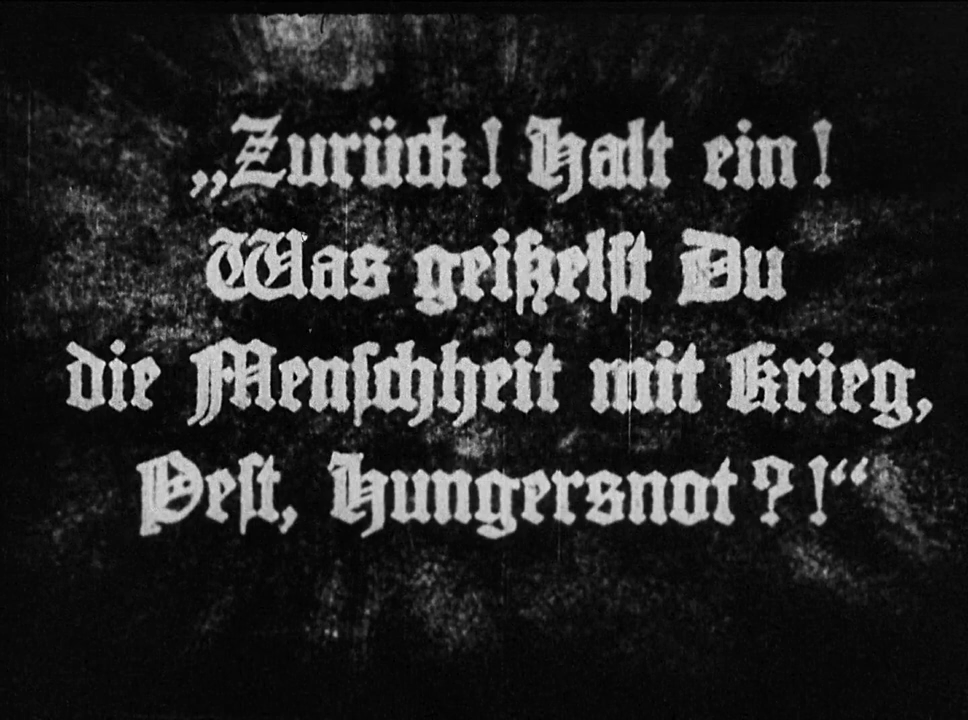 „Zurück! Halt ein!
Was geißelst Du
die Menschheit mit Krieg,
Pest, Hungersnot?!“